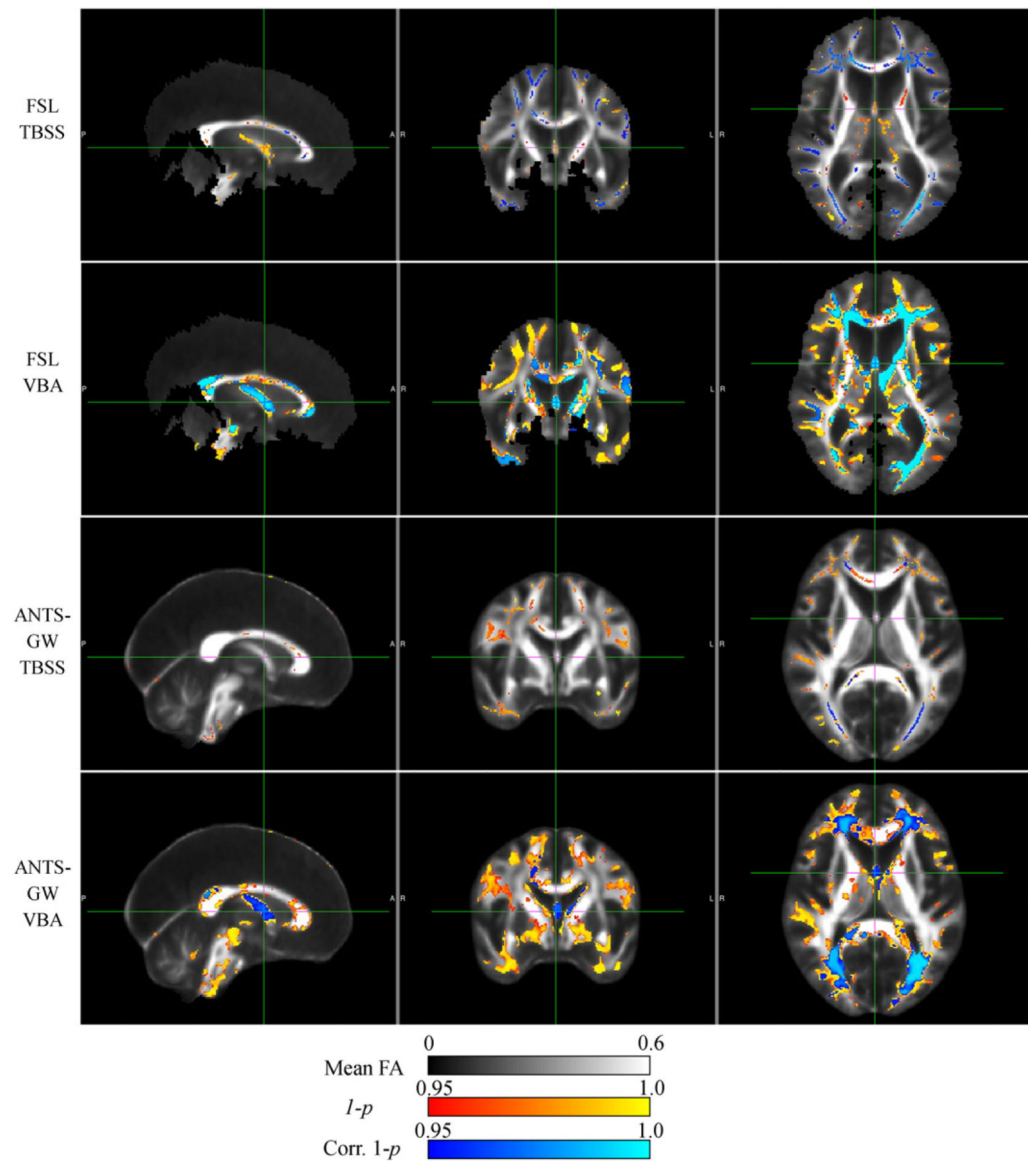 FSL
TBSS
P
A R
L R
FSL
VBA
P
A R
L R
ANTS-
GW
TBSS
P
A R
L R
ANTS-
GW
VBA
P
A R
L R
0 0.6
Mean FA
0.95 1.0
1-p
0.95 1.0
Corr. 1-p